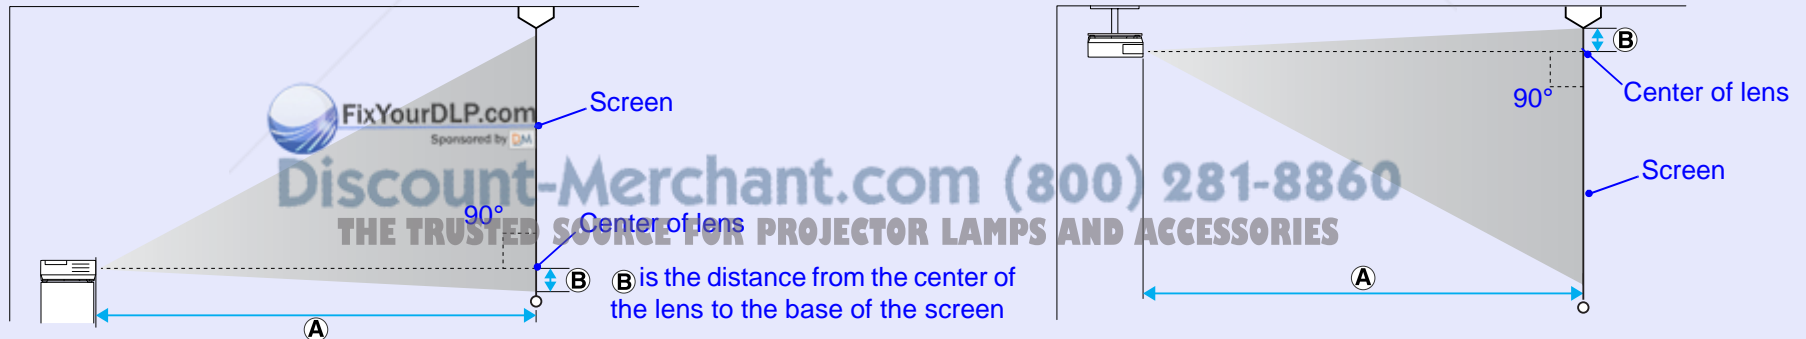 Screen
FixYourDLP.com
Sponsored by DM
Discount-Merchant.com (800) 281-8860
THE TRUSTED SOURCE FOR PROJECTOR LAMPS AND ACCESSORIES
90°
Center of lens
B
B is the distance from the center of
the lens to the base of the screen
A
B
Center of lens
90°
Screen
A